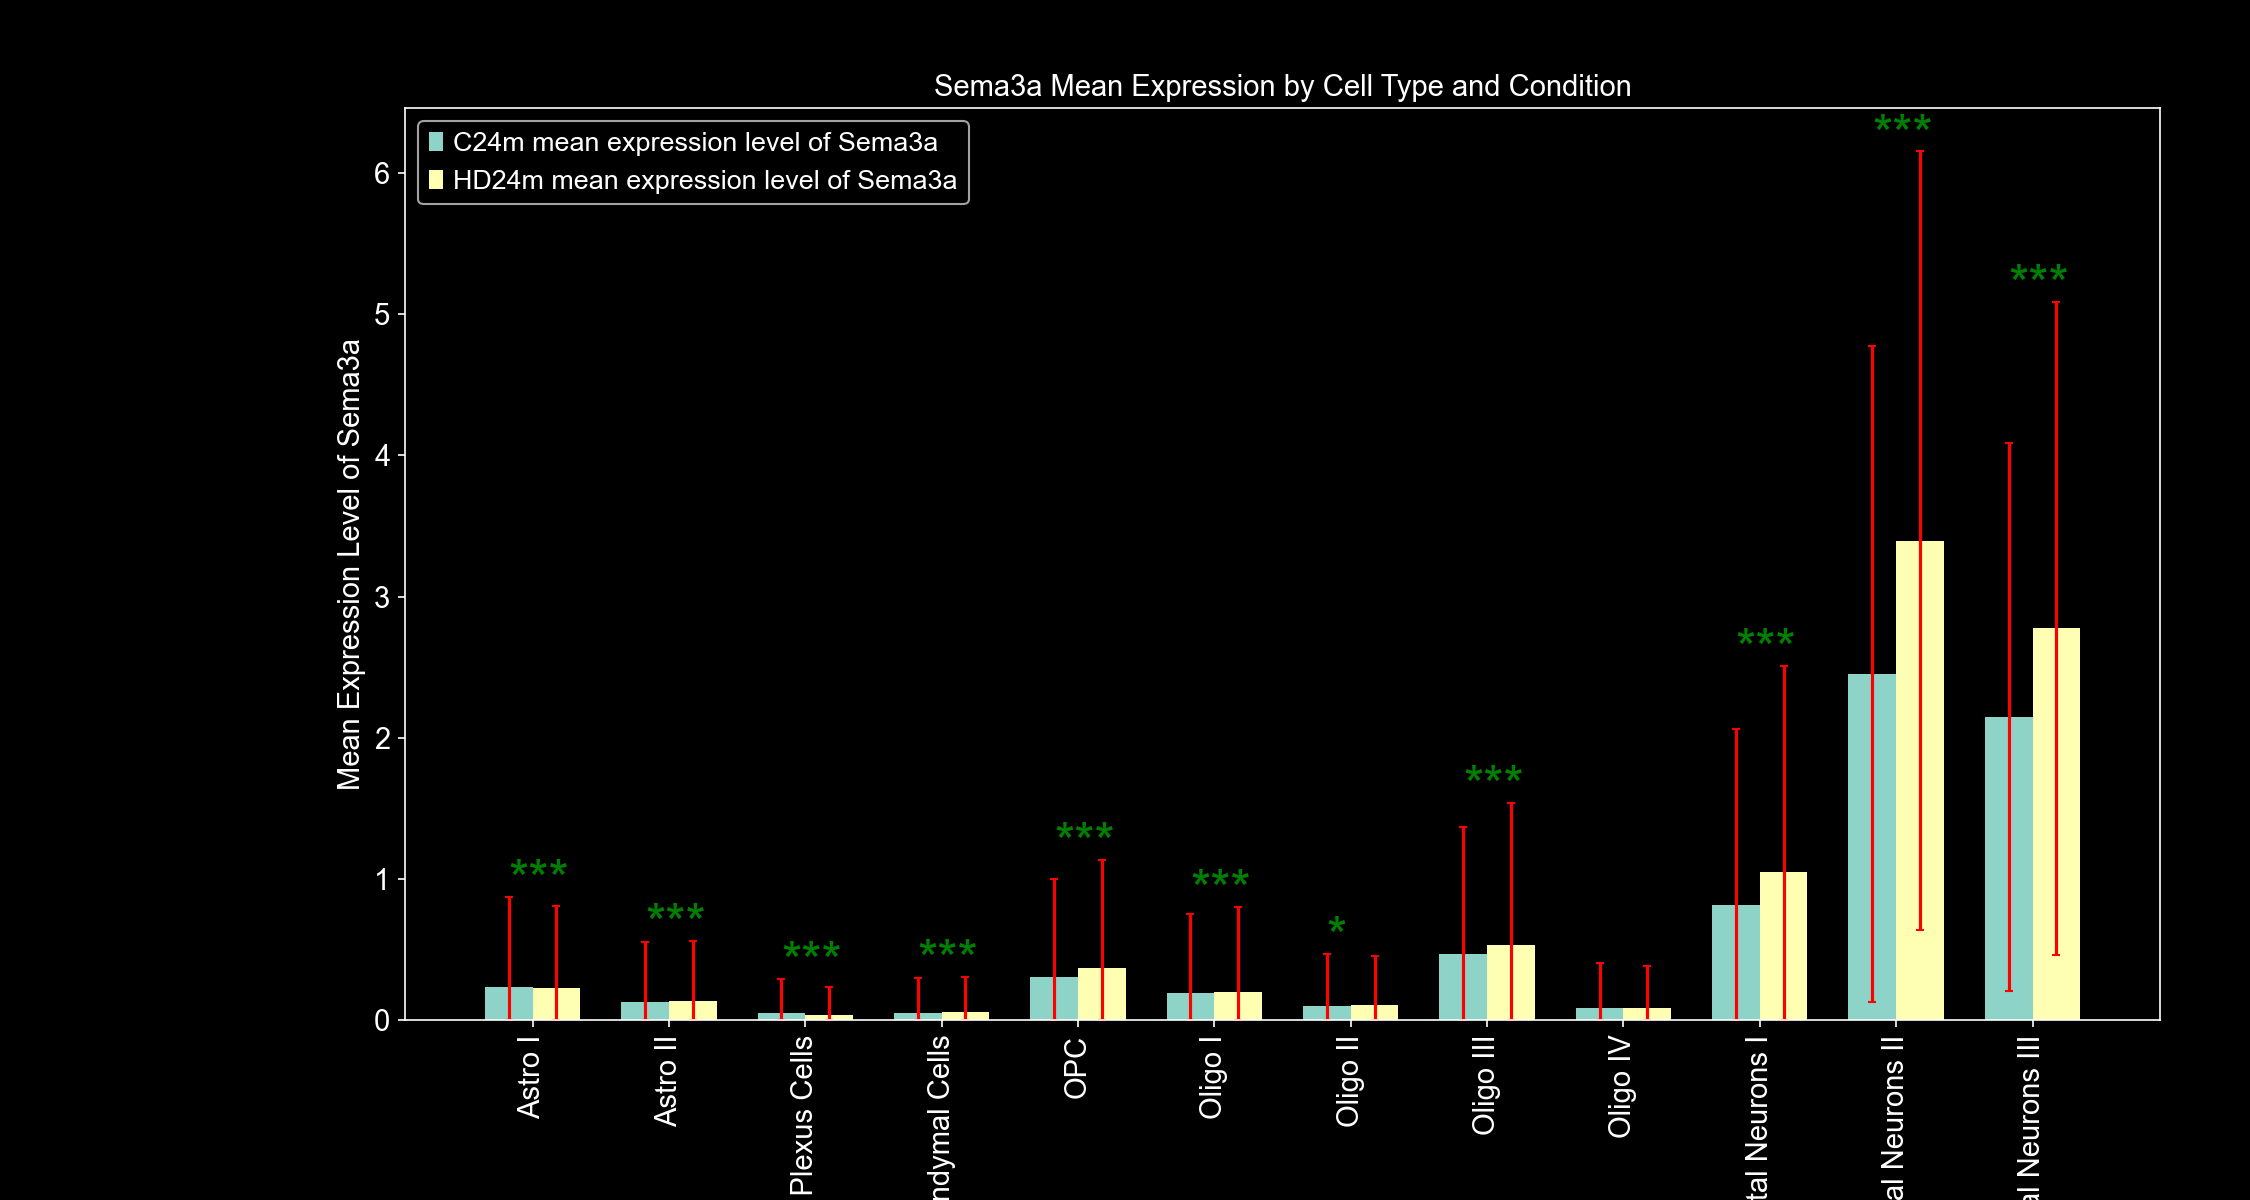 Sema3a Mean Expression by Cell Type and Condition
C24m mean expression level of Sema3a
HD24m mean expression level of Sema3a
Mean Expression Level of Sema3a
6
5
4
3
2
1
0
***
***
***
***
***
***
*
***
***
***
***
Astro I
Astro II
Plexus Cells
ndymal Cells
OPC
Oligo I
Oligo II
Oligo III
Oligo IV
tal Neurons I
al Neurons II
al Neurons III